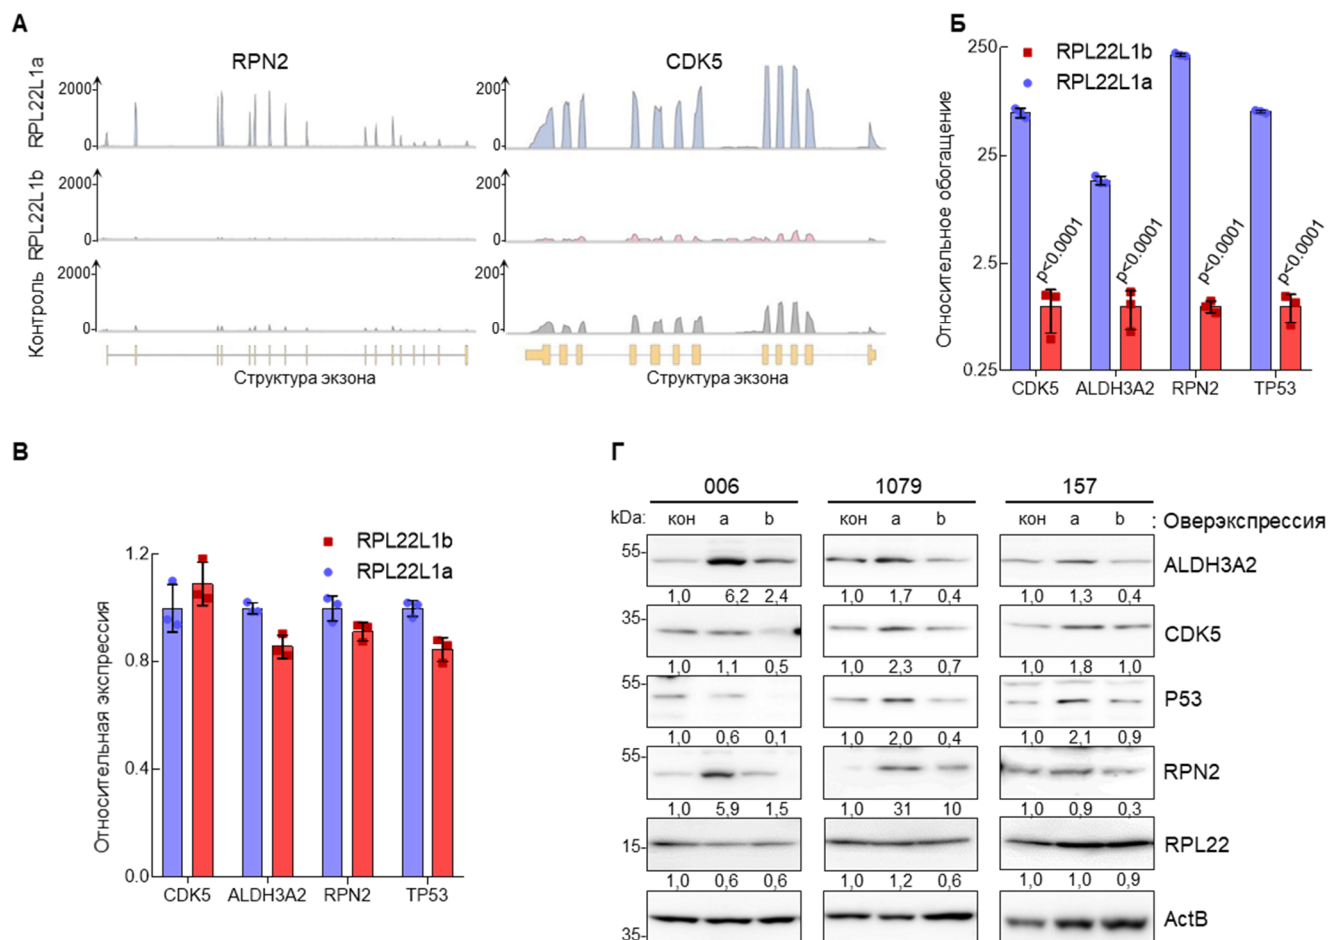 А
RPN2
CDK5
RPL22L1a
2000
0
200
0
RPL22L1b
2000
0
200
0
Контроль
2000
0
200
0
Структура экзона
Структура экзона
Б
RPL22L1b
RPL22L1a
Относительное обогащение
250
25
2.5
0.25
p<0.0001
p<0.0001
p<0.0001
p<0.0001
CDK5 ALDH3A2 RPN2 TP53
В
RPL22L1b
RPL22L1a
Относительная экспрессия
1.2
0.8
0.4
0.0
CDK5 ALDH3A2 RPN2 TP53
Г
006 1079 157
kDa: кон a b кон a b кон a b : Оверэкспрессия
55- ALDH3A2
1,0 6,2 2,4 1,0 1,7 0,4 1,0 1,3 0,4
35- CDK5
1,0 1,1 0,5 1,0 2,3 0,7 1,0 1,8 1,0
55- P53
1,0 0,6 0,1 1,0 2,0 0,4 1,0 2,1 0,9
55- RPN2
1,0 5,9 1,5 1,0 31 10 1,0 0,9 0,3
15- RPL22
1,0 0,6 0,6 1,0 1,2 0,6 1,0 1,0 0,9
35- ActB